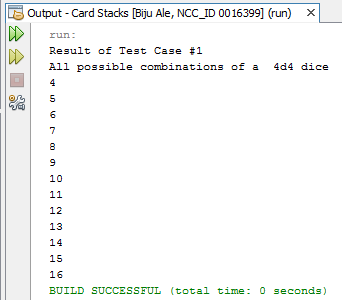 Output - Card Stacks [Biju Ale, NCC_ID 0016399] (run)
run:
Result of Test Case #1
All possible combinations of a  4d4 dice
4
5
6
7
8
9
10
11
12
13
14
15
16
BUILD SUCCESSFUL (total time: 0 seconds)